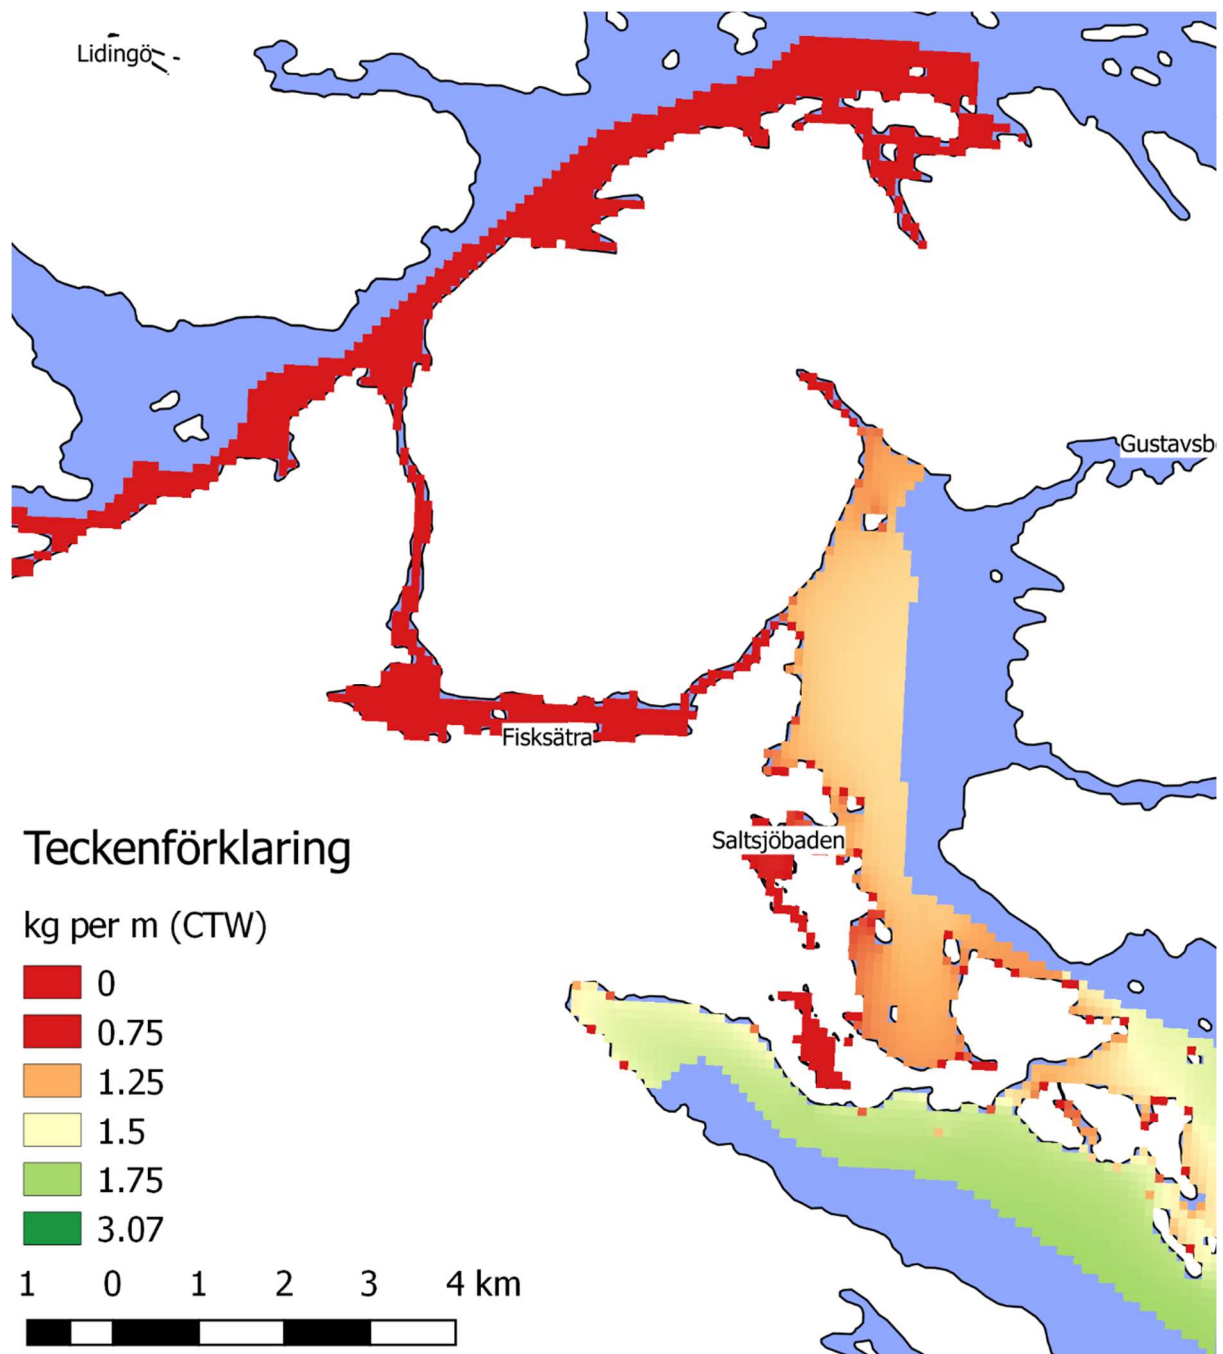 Lidingö
Gustavsb
Fisksätra
Saltsjöbaden
Teckenförklaring
kg per m (CTW)
0
0.75
1.25
1.5
1.75
3.07
1 0 1 2 3 4 km